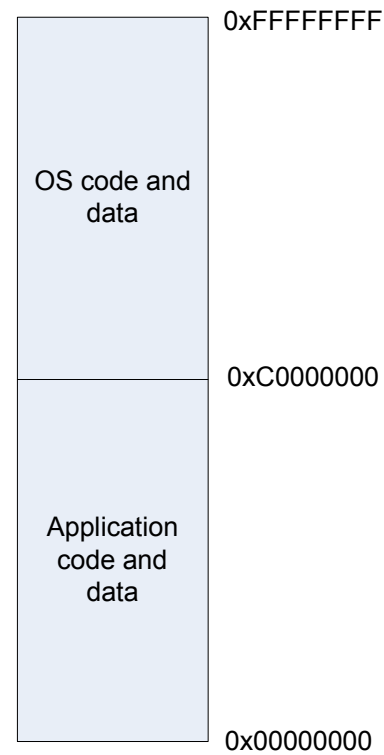 0xFFFFFFFF
OS code and
data
0xC0000000
Application
code and
data
0x00000000